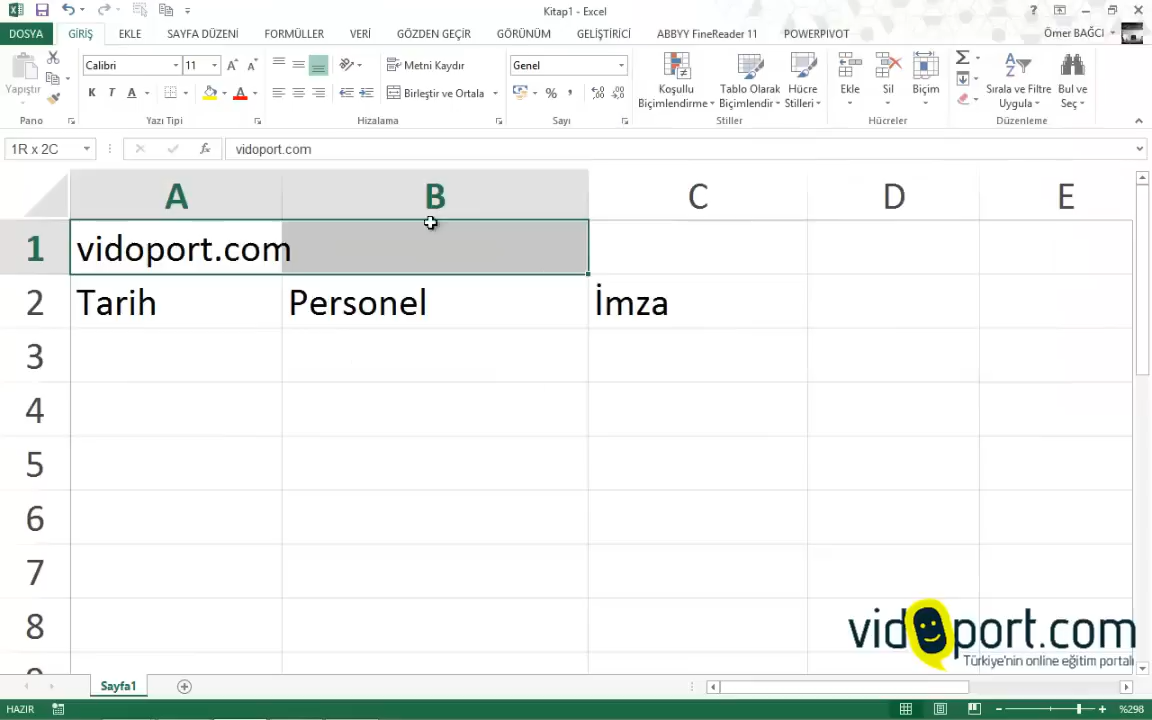 Kitap1 - Excel
?
DOSYA GİRİŞ EKLE SAYFA DÜZENİ FORMÜLLER VERİ GÖZDEN GEÇİR GÖRÜNÜM GELİŞTİRİCİ ABBYY FineReader 11 POWERPIVOT Ömer BAĞCI
Yapıştır
Calibri 11
K T A A
Metni Kaydır
Birleştir ve Ortala
Genel
%
Koşullu Biçimlendirme
Tablo Olarak Biçimlendir
Hücre Stilleri
Ekle Sil Biçim
Sırala ve Filtre Uygula
Bul ve Seç
Pano Yazı Tipi Hizalama Sayı Stiller Hücreler Düzenleme
1R x 2C fx vidoport.com
A B C D E
1 vidoport.com
2 Tarih Personel İmza
3
4
5
6
7
8
vidoport.com
Türkiye'nin online eğitim portalı
Sayfa1
HAZIR %298